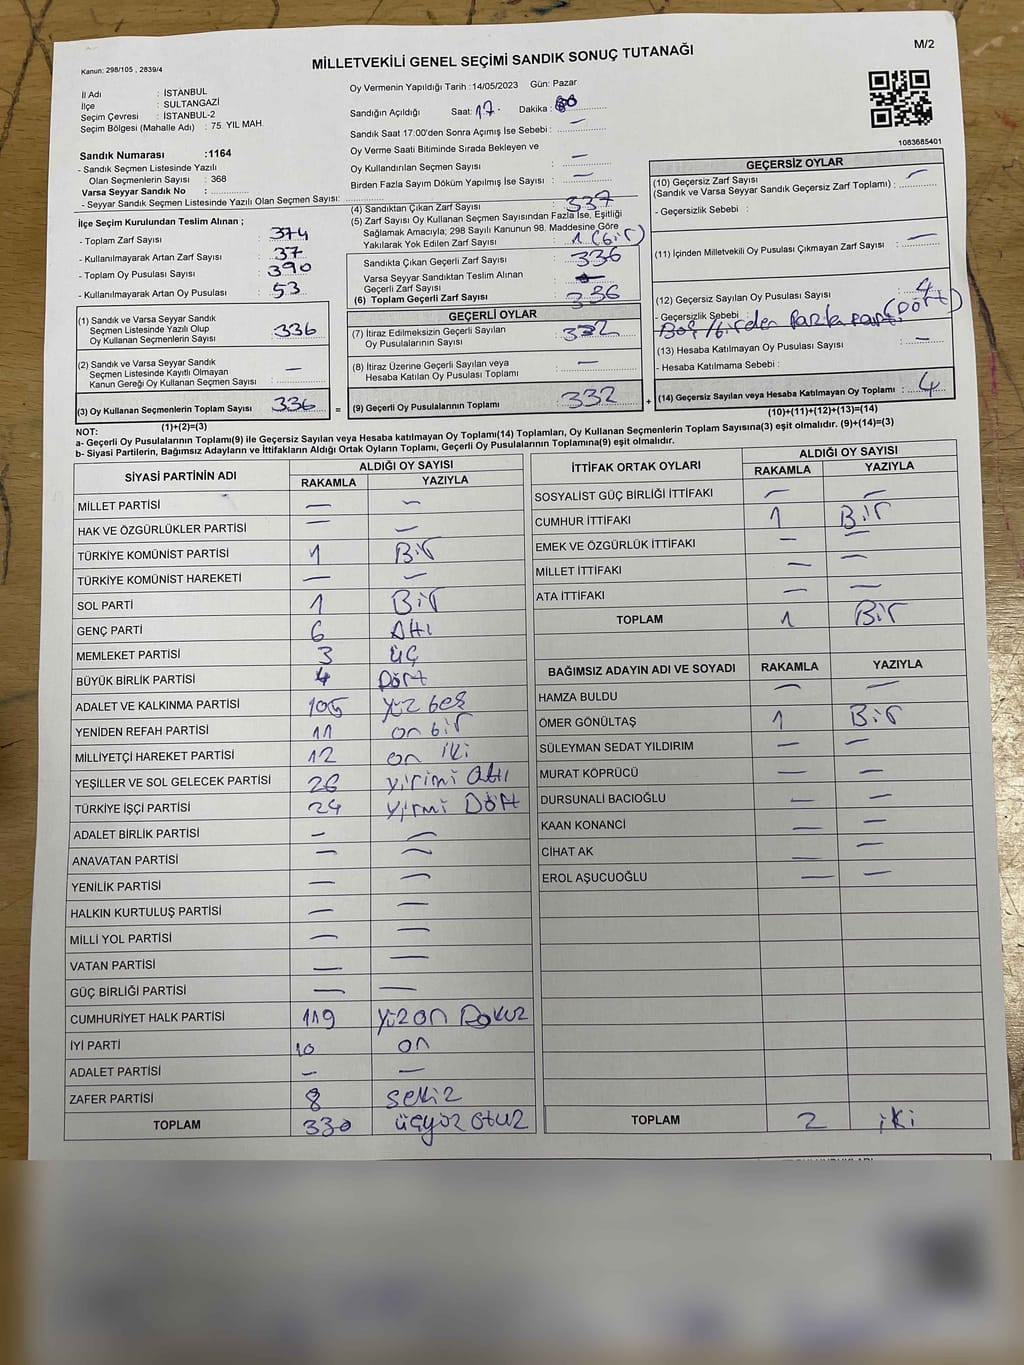 MİLLETVEKİLİ GENEL SEÇİMİ SANDIK SONUÇ TUTANAĞI
M/2
Kanun: 298/105 , 2839/4
İl Adı : İSTANBUL
İlçe : SULTANGAZİ
Seçim Çevresi : İSTANBUL-2
Seçim Bölgesi (Mahalle Adı) : 75. YIL MAH.
Sandık Numarası :1164
- Sandık Seçmen Listesinde Yazılı
Olan Seçmenlerin Sayısı : 368
Varsa Seyyar Sandık No :
- Seyyar Sandık Seçmen Listesinde Yazılı Olan Seçmen Sayısı:
Oy Vermenin Yapıldığı Tarih :14/05/2023 Gün: Pazar
Sandığın Açıldığı Saat: 17. Dakika :
Sandık Saat 17:00'den Sonra Açımış İse Sebebi : —
Oy Verme Saati Bitiminde Sırada Bekleyen ve
Oy Kullandırılan Seçmen Sayısı : —
Birden Fazla Sayım Döküm Yapılmış İse Sayısı : —
1083685401
İlçe Seçim Kurulundan Teslim Alınan ;
- Toplam Zarf Sayısı : 374
- Kullanılmayarak Artan Zarf Sayısı : 37
- Toplam Oy Pusulası Sayısı : 390
- Kullanılmayarak Artan Oy Pusulası : 53
(1) Sandık ve Varsa Seyyar Sandık
Seçmen Listesinde Yazılı Olup
Oy Kullanan Seçmenlerin Sayısı : 336
(2) Sandık ve Varsa Seyyar Sandık
Seçmen Listesinde Kayıtlı Olmayan
Kanun Gereği Oy Kullanan Seçmen Sayısı : —
(3) Oy Kullanan Seçmenlerin Toplam Sayısı : 336
(1)+(2)=(3)
(4) Sandıktan Çıkan Zarf Sayısı : 337
(5) Zarf Sayısı Oy Kullanan Seçmen Sayısından Fazla İse, Eşitliği
Sağlamak Amacıyla; 298 Sayılı Kanunun 98. Maddesine Göre
Yakılarak Yok Edilen Zarf Sayısı : 1 (Bir)
Sandıkta Çıkan Geçerli Zarf Sayısı : 336
Varsa Seyyar Sandıktan Teslim Alınan
Geçerli Zarf Sayısı :
(6) Toplam Geçerli Zarf Sayısı : 336
GEÇERLİ OYLAR
(7) İtiraz Edilmeksizin Geçerli Sayılan
Oy Pusulalarının Sayısı : 332
(8) İtiraz Üzerine Geçerli Sayılan veya
Hesaba Katılan Oy Pusulası Toplamı : —
= (9) Geçerli Oy Pusulalarının Toplamı : 332
GEÇERSİZ OYLAR
(10) Geçersiz Zarf Sayısı
(Sandık ve Varsa Seyyar Sandık Geçersiz Zarf Toplamı) : —
- Geçersizlik Sebebi :
(11) İçinden Milletvekili Oy Pusulası Çıkmayan Zarf Sayısı : —
(12) Geçersiz Sayılan Oy Pusulası Sayısı : 4
- Geçersizlik Sebebi : (Dört)
Boş / birden fazla parti
(13) Hesaba Katılmayan Oy Pusulası Sayısı : —
- Hesaba Katılmama Sebebi :
+ (14) Geçersiz Sayılan veya Hesaba Katılmayan Oy Toplamı : 4
(10)+(11)+(12)+(13)=(14)
NOT:
a- Geçerli Oy Pusulalarının Toplamı(9) ile Geçersiz Sayılan veya Hesaba katılmayan Oy Toplamı(14) Toplamları, Oy Kullanan Seçmenlerin Toplam Sayısına(3) eşit olmalıdır. (9)+(14)=(3)
b- Siyasi Partilerin, Bağımsız Adayların ve İttifakların Aldığı Ortak Oyların Toplamı, Geçerli Oy Pusulalarının Toplamına(9) eşit olmalıdır.
SİYASİ PARTİNİN ADI ALDIĞI OY SAYISI
RAKAMLA YAZIYLA
MİLLET PARTİSİ — —
HAK VE ÖZGÜRLÜKLER PARTİSİ — —
TÜRKİYE KOMÜNİST PARTİSİ 1 Bir
TÜRKİYE KOMÜNİST HAREKETİ — —
SOL PARTİ 1 Bir
GENÇ PARTİ 6 Altı
MEMLEKET PARTİSİ 3 üç
BÜYÜK BİRLİK PARTİSİ 4 Dört
ADALET VE KALKINMA PARTİSİ 105 yüz beş
YENİDEN REFAH PARTİSİ 11 on bir
MİLLİYETÇİ HAREKET PARTİSİ 12 on iki
YEŞİLLER VE SOL GELECEK PARTİSİ 26 yirimi altı
TÜRKİYE İŞÇİ PARTİSİ 24 yirmi Dört
ADALET BİRLİK PARTİSİ — —
ANAVATAN PARTİSİ — —
YENİLİK PARTİSİ — —
HALKIN KURTULUŞ PARTİSİ — —
MİLLİ YOL PARTİSİ — —
VATAN PARTİSİ — —
GÜÇ BİRLİĞİ PARTİSİ — —
CUMHURİYET HALK PARTİSİ 119 yüz on Dokuz
İYİ PARTİ 10 on
ADALET PARTİSİ — —
ZAFER PARTİSİ 8 sekiz
TOPLAM 330 üçyüz otuz
İTTİFAK ORTAK OYLARI ALDIĞI OY SAYISI
RAKAMLA YAZIYLA
SOSYALİST GÜÇ BİRLİĞİ İTTİFAKI — —
CUMHUR İTTİFAKI 1 Bir
EMEK VE ÖZGÜRLÜK İTTİFAKI — —
MİLLET İTTİFAKI — —
ATA İTTİFAKI — —
TOPLAM 1 Bir
BAĞIMSIZ ADAYIN ADI VE SOYADI RAKAMLA YAZIYLA
HAMZA BULDU — —
ÖMER GÖNÜLTAŞ 1 Bir
SÜLEYMAN SEDAT YILDIRIM — —
MURAT KÖPRÜCÜ — —
DURSUNALİ BACIOĞLU — —
KAAN KONANCİ — —
CİHAT AK — —
EROL AŞUCUOĞLU — —
TOPLAM 2 iki